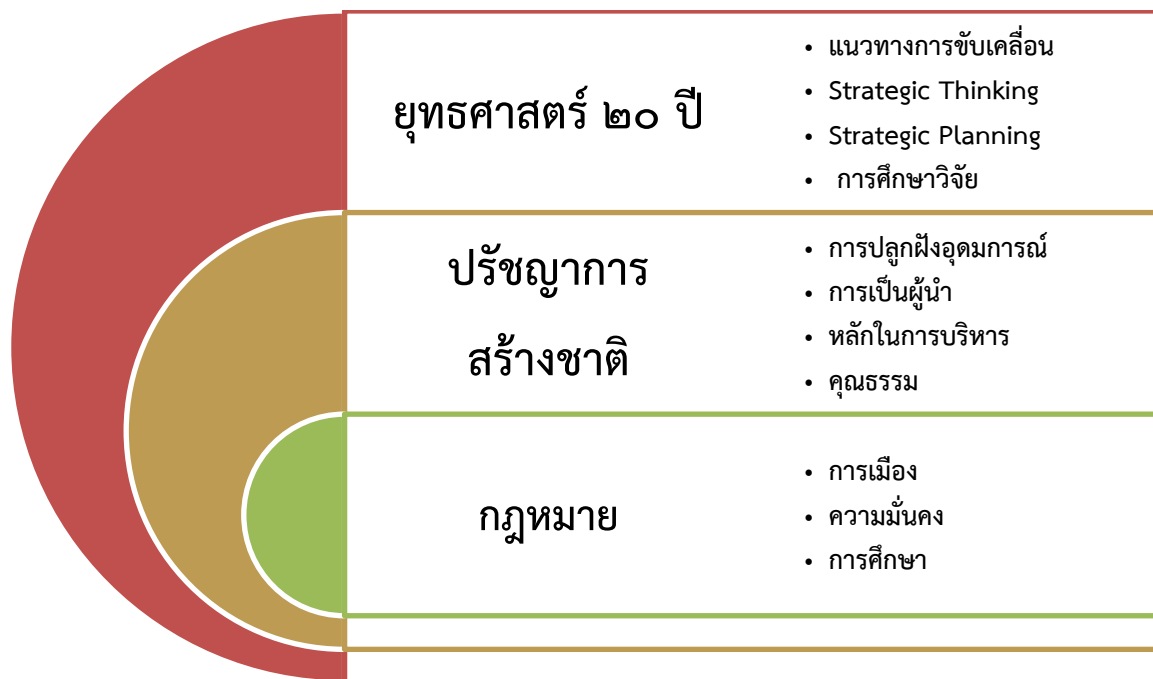 ยุทธศาสตร์ ๒๐ ปี
• แนวทางการขับเคลื่อน
• Strategic Thinking
• Strategic Planning
• การศึกษาวิจัย
ปรัชญาการ
สร้างชาติ
• การปลูกฝังอุดมการณ์
• การเป็นผู้นำ
• หลักในการบริหาร
• คุณธรรม
กฎหมาย
• การเมือง
• ความมั่นคง
• การศึกษา